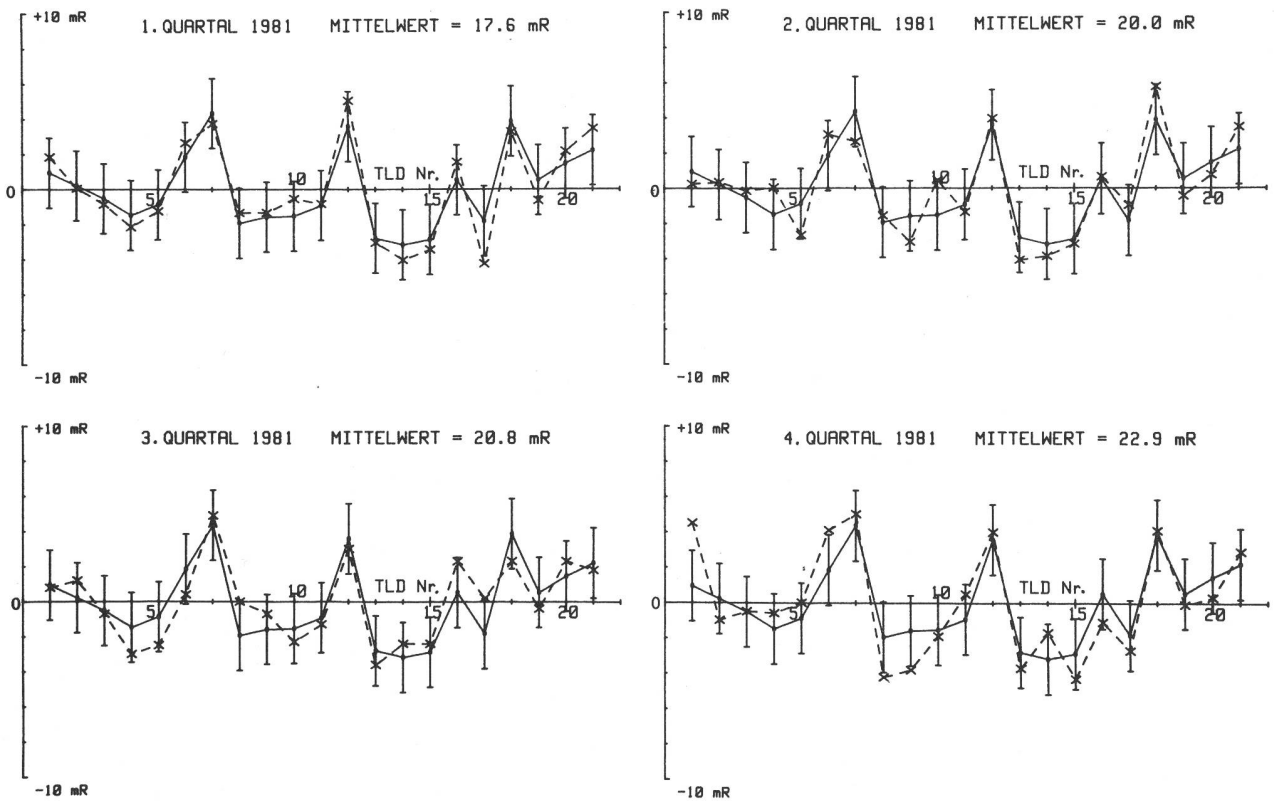 +10 mR
1. QUARTAL 1981 MITTELWERT = 17.6 mR
TLD Nr.
0
5
10
15
20
-10 mR
+10 mR
2. QUARTAL 1981 MITTELWERT = 20.0 mR
TLD Nr.
0
5
10
15
20
-10 mR
+10 mR
3. QUARTAL 1981 MITTELWERT = 20.8 mR
TLD Nr.
0
5
10
15
20
-10 mR
+10 mR
4. QUARTAL 1981 MITTELWERT = 22.9 mR
TLD Nr.
0
5
10
15
20
-10 mR